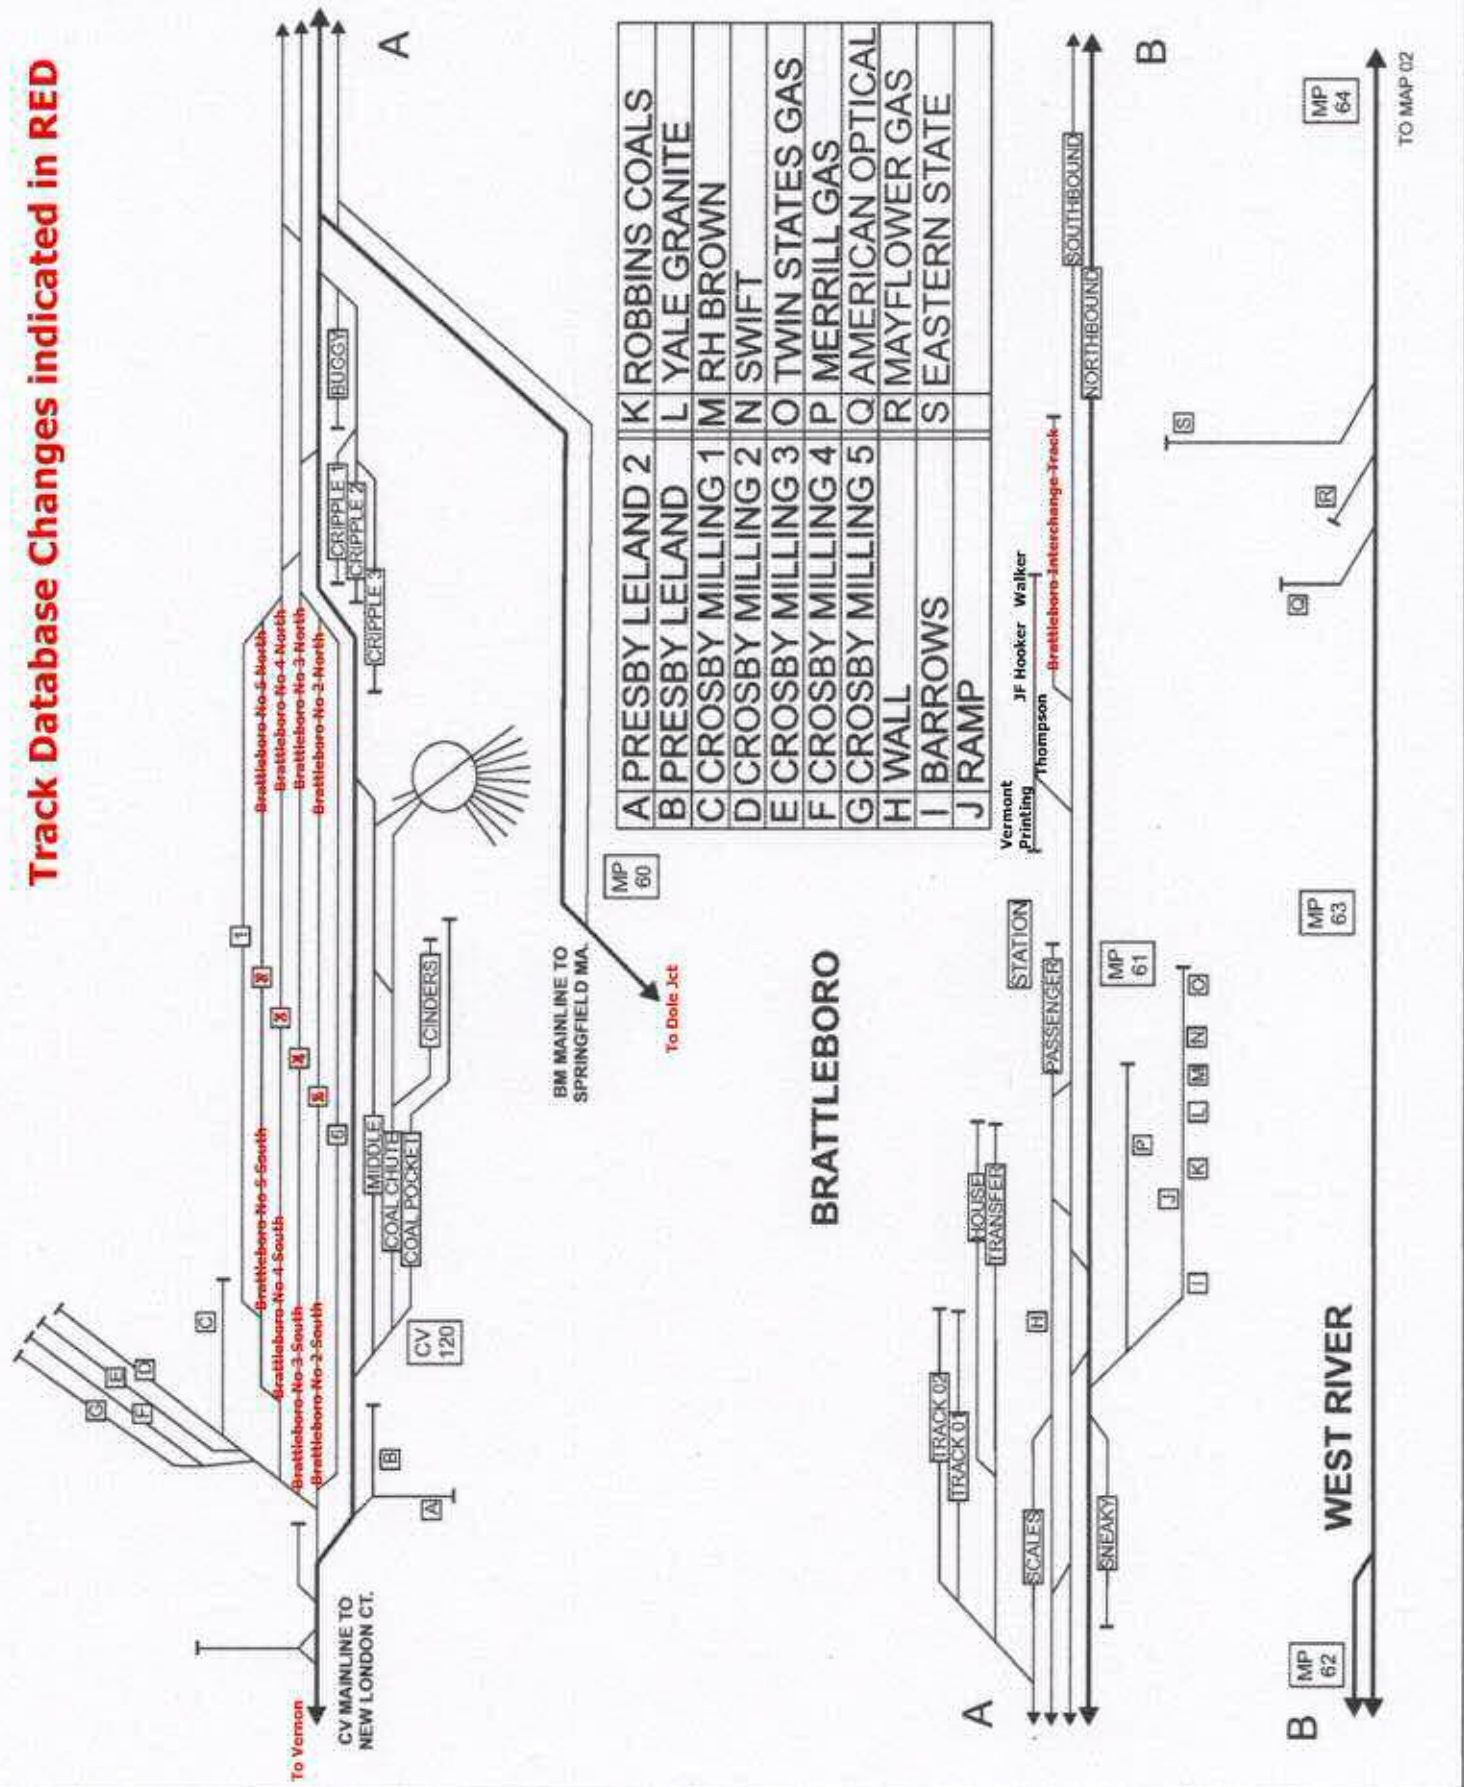 Track Database Changes indicated in RED
A
Brattleboro No 5 North
Brattleboro No 4 North
Brattleboro No 3 North
Brattleboro No 2 North
BUGGY
CRIPPLE 1
CRIPPLE 2
CRIPPLE 3
1
6
Brattleboro No 5 South
Brattleboro No 4 South
Brattleboro No 3 South
Brattleboro No 2 South
C
D
E
F
G
MIDDLE
COAL CHUTE
COAL POCKET
CINDERS
CV
120
B
A
To Vernon
CV MAINLINE TO
NEW LONDON CT.
BM MAINLINE TO
SPRINGFIELD MA.
MP
60
To Dole Jct
A PRESBY LELAND 2 K ROBBINS COALS
B PRESBY LELAND L YALE GRANITE
C CROSBY MILLING 1 M RH BROWN
D CROSBY MILLING 2 N SWIFT
E CROSBY MILLING 3 O TWIN STATES GAS
F CROSBY MILLING 4 P MERRILL GAS
G CROSBY MILLING 5 Q AMERICAN OPTICAL
H WALL R MAYFLOWER GAS
I BARROWS S EASTERN STATE
J RAMP
BRATTLEBORO
A
TRACK 02
TRACK 01
HOUSE
TRANSFER
STATION
Vermont
Printing
Thompson
JF Hooker
Walker
SCALES
H
PASSENGER
Brattleboro Interchange Track
SOUTHBOUND
NORTHBOUND
B
SNEAKY
MP
61
P
J
I
K
L
M
N
O
B
MP
62
WEST RIVER
MP
63
Q
R
S
MP
64
TO MAP 02